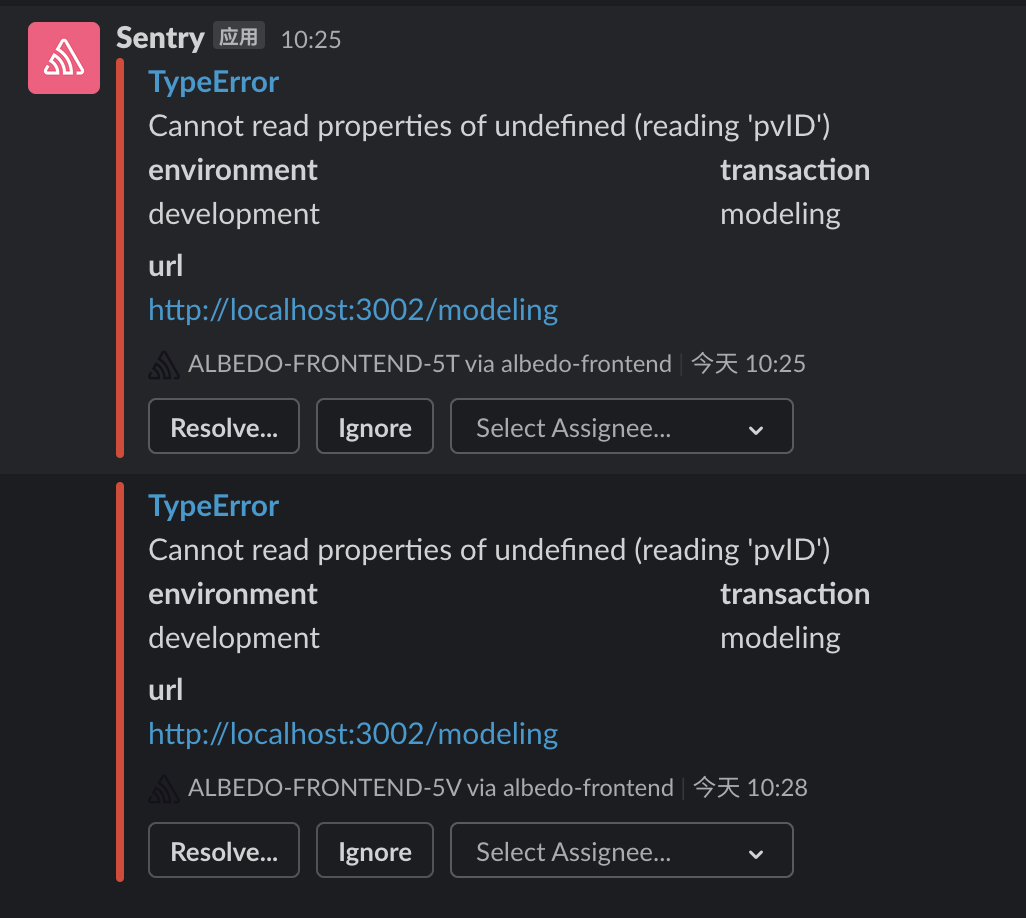 Sentry 应用 10:25
TypeError
Cannot read properties of undefined (reading 'pvID')
environment transaction
development modeling
url
http://localhost:3002/modeling
ALBEDO-FRONTEND-5T via albedo-frontend | 今天 10:25
Resolve... Ignore Select Assignee...
TypeError
Cannot read properties of undefined (reading 'pvID')
environment transaction
development modeling
url
http://localhost:3002/modeling
ALBEDO-FRONTEND-5V via albedo-frontend | 今天 10:28
Resolve... Ignore Select Assignee...